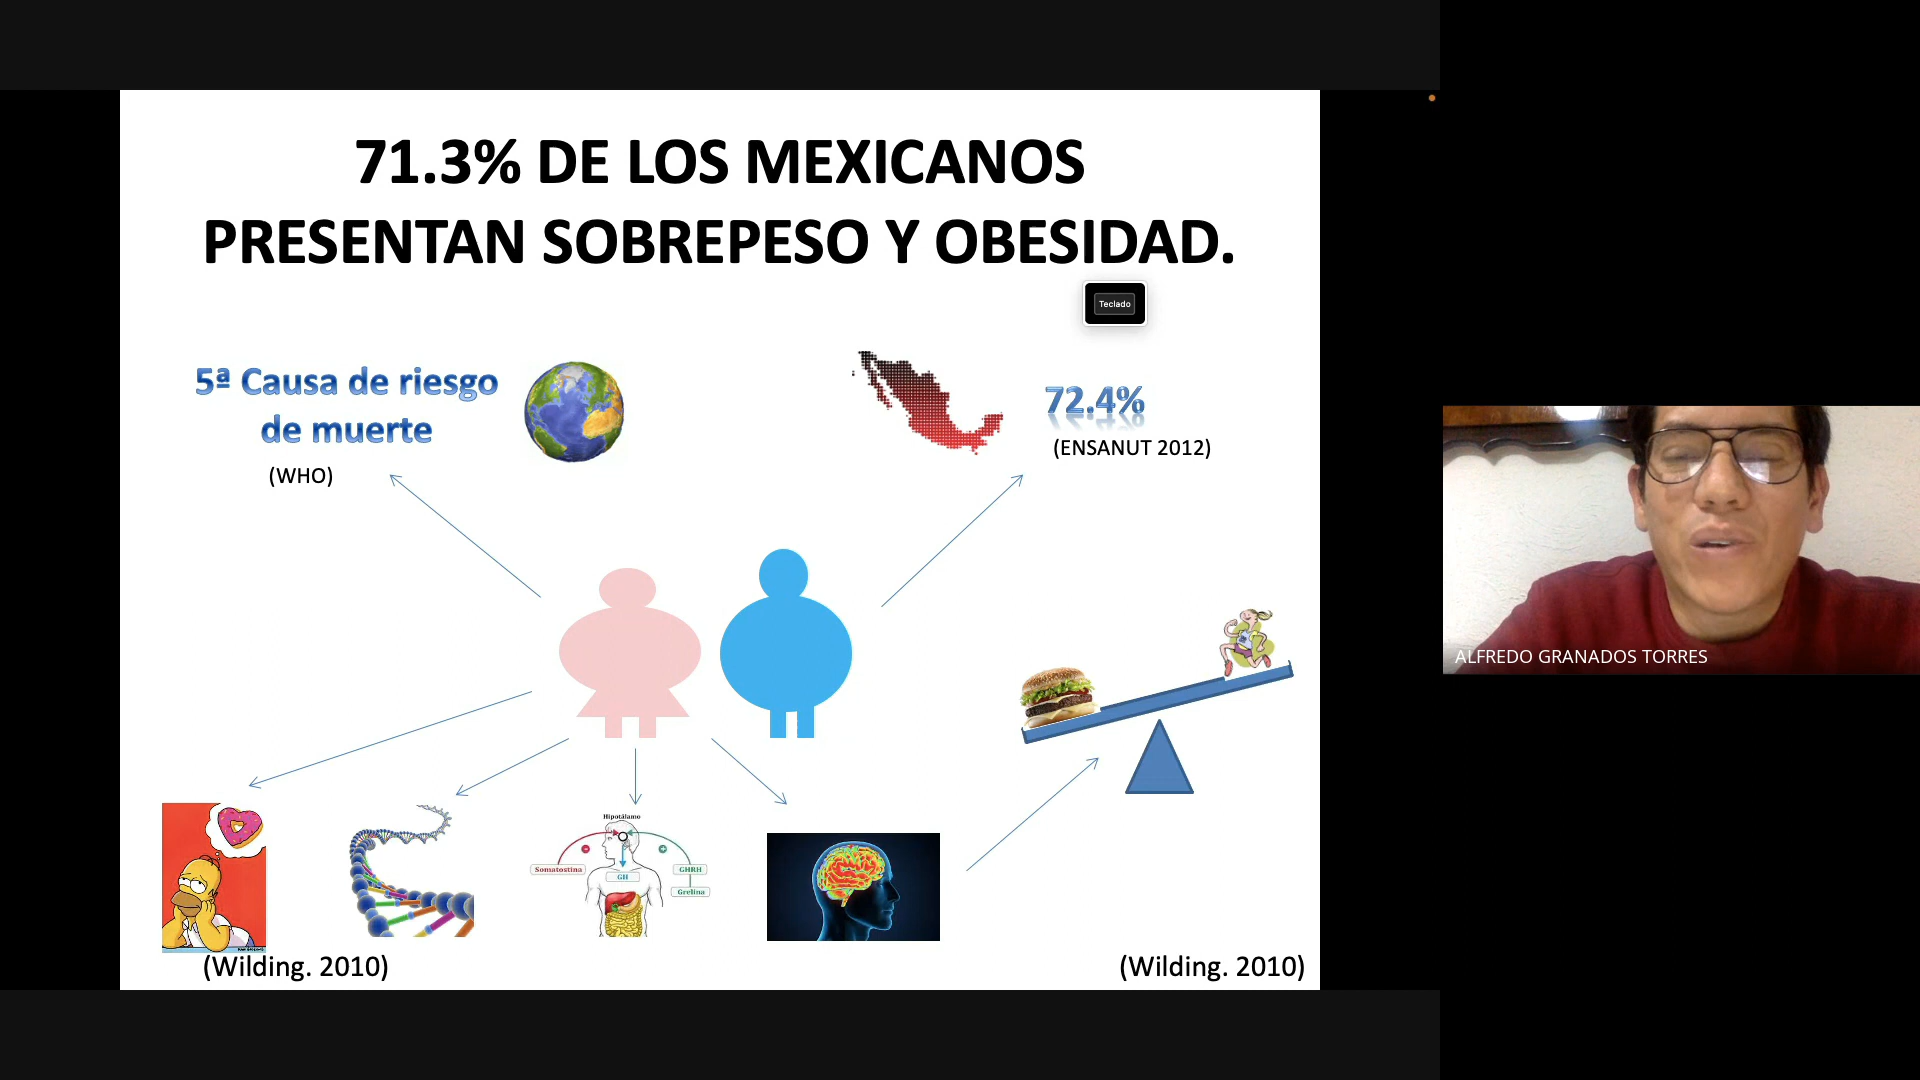 71.3% DE LOS MEXICANOS
PRESENTAN SOBREPESO Y OBESIDAD.
Teclado
5ª Causa de riesgo
de muerte
(WHO)
72.4%
(ENSANUT 2012)
Hipotálamo
Somatostina
GH
GHRH
Grelina
(Wilding. 2010)
(Wilding. 2010)
ALFREDO GRANADOS TORRES